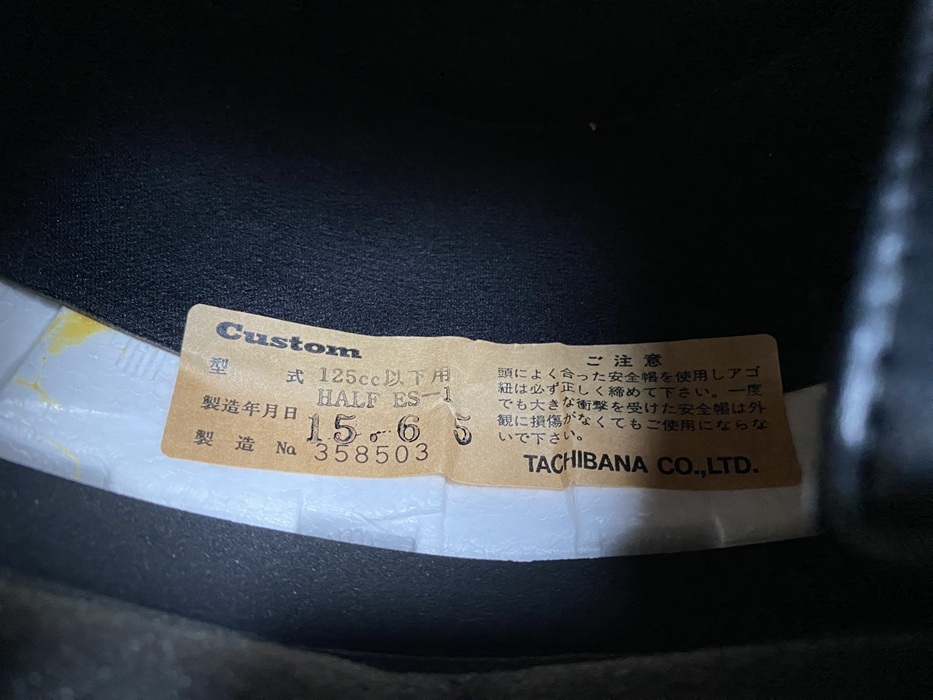 Custom
型 式 125cc以下用
HALF ES-1
製造年月日 15.6 5
製造 No 358503
ご注意
頭によく合った安全帽を使用しアゴ
紐は必ず正しく締めて下さい。一度
でも大きな衝撃を受けた安全帽は外
観に損傷がなくてもご使用にならな
いで下さい。
TACHIBANA CO.,LTD.